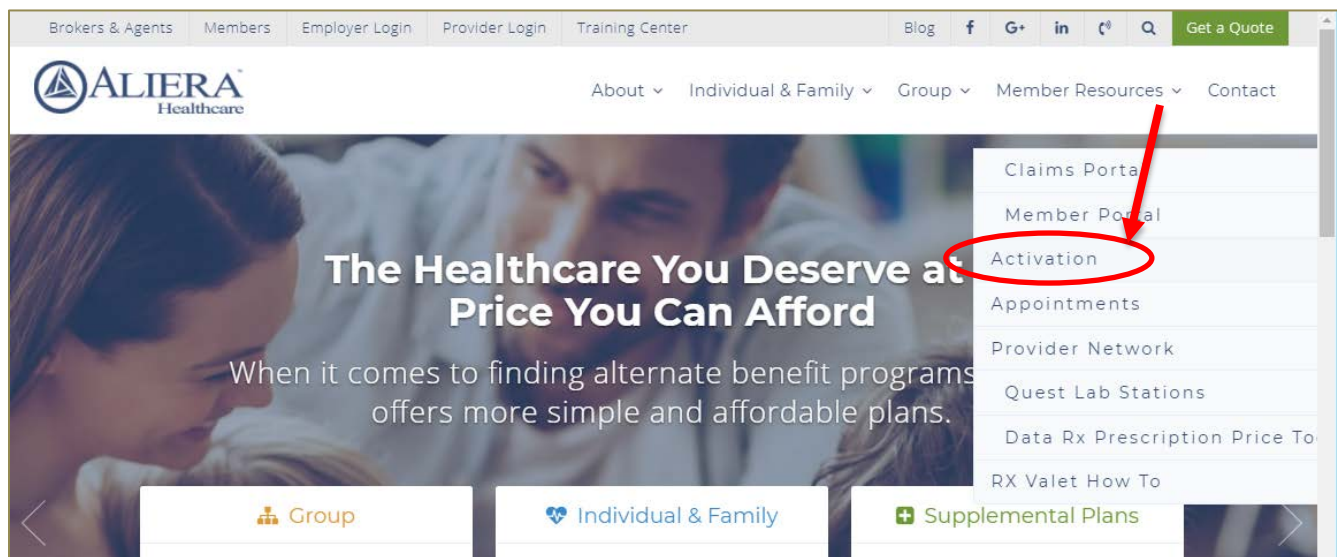 Brokers & Agents Members Employer Login Provider Login Training Center Blog f G+ in Get a Quote
ALIERA
Healthcare
About Individual & Family Group Member Resources Contact
Claims Porta
Member Portal
Activation
Appointments
Provider Network
Quest Lab Stations
Data Rx Prescription Price To
RX Valet How To
The Healthcare You Deserve at
Price You Can Afford
When it comes to finding alternate benefit programs
offers more simple and affordable plans.
Group Individual & Family Supplemental Plans